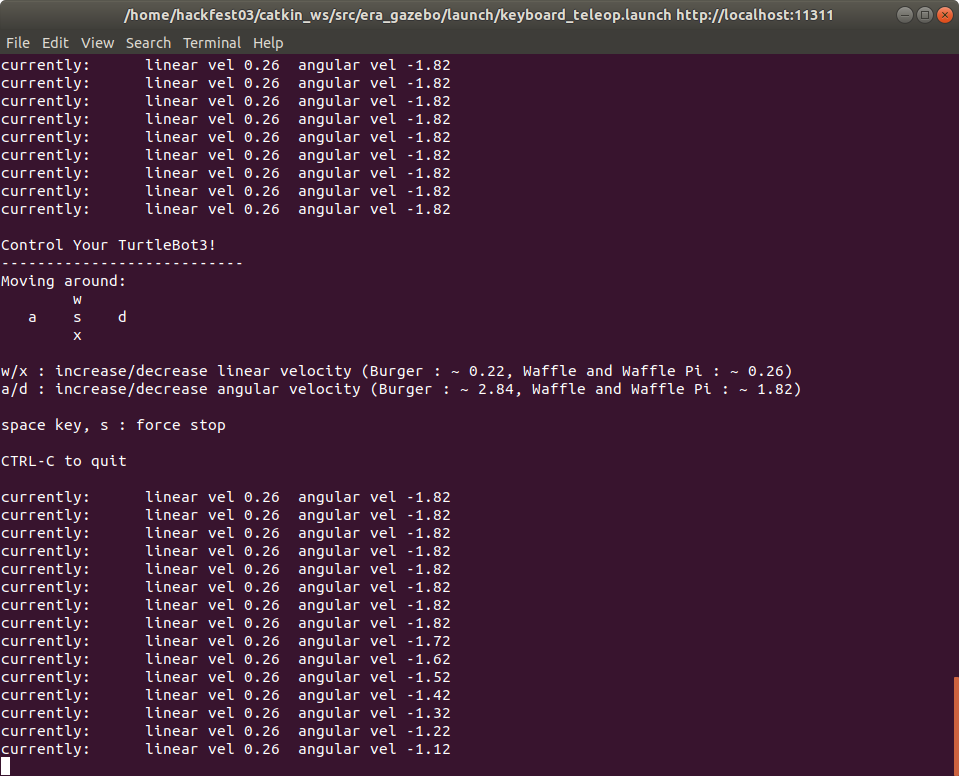 /home/hackfest03/catkin_ws/src/era_gazebo/launch/keyboard_teleop.launch http://localhost:11311
File Edit View Search Terminal Help
currently:      linear vel 0.26  angular vel -1.82
currently:      linear vel 0.26  angular vel -1.82
currently:      linear vel 0.26  angular vel -1.82
currently:      linear vel 0.26  angular vel -1.82
currently:      linear vel 0.26  angular vel -1.82
currently:      linear vel 0.26  angular vel -1.82
currently:      linear vel 0.26  angular vel -1.82
currently:      linear vel 0.26  angular vel -1.82
currently:      linear vel 0.26  angular vel -1.82

Control Your TurtleBot3!
---------------------------
Moving around:
        w
   a    s    d
        x

w/x : increase/decrease linear velocity (Burger : ~ 0.22, Waffle and Waffle Pi : ~ 0.26)
a/d : increase/decrease angular velocity (Burger : ~ 2.84, Waffle and Waffle Pi : ~ 1.82)

space key, s : force stop

CTRL-C to quit

currently:      linear vel 0.26  angular vel -1.82
currently:      linear vel 0.26  angular vel -1.82
currently:      linear vel 0.26  angular vel -1.82
currently:      linear vel 0.26  angular vel -1.82
currently:      linear vel 0.26  angular vel -1.82
currently:      linear vel 0.26  angular vel -1.82
currently:      linear vel 0.26  angular vel -1.82
currently:      linear vel 0.26  angular vel -1.82
currently:      linear vel 0.26  angular vel -1.72
currently:      linear vel 0.26  angular vel -1.62
currently:      linear vel 0.26  angular vel -1.52
currently:      linear vel 0.26  angular vel -1.42
currently:      linear vel 0.26  angular vel -1.32
currently:      linear vel 0.26  angular vel -1.22
currently:      linear vel 0.26  angular vel -1.12